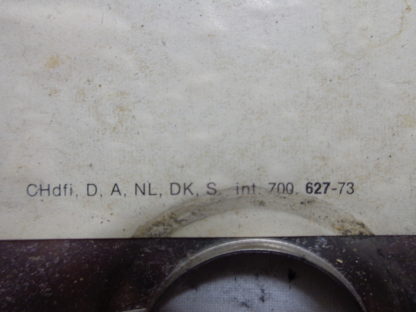 CHdfi, D, A, NL, DK, S. int. 700. 627-73